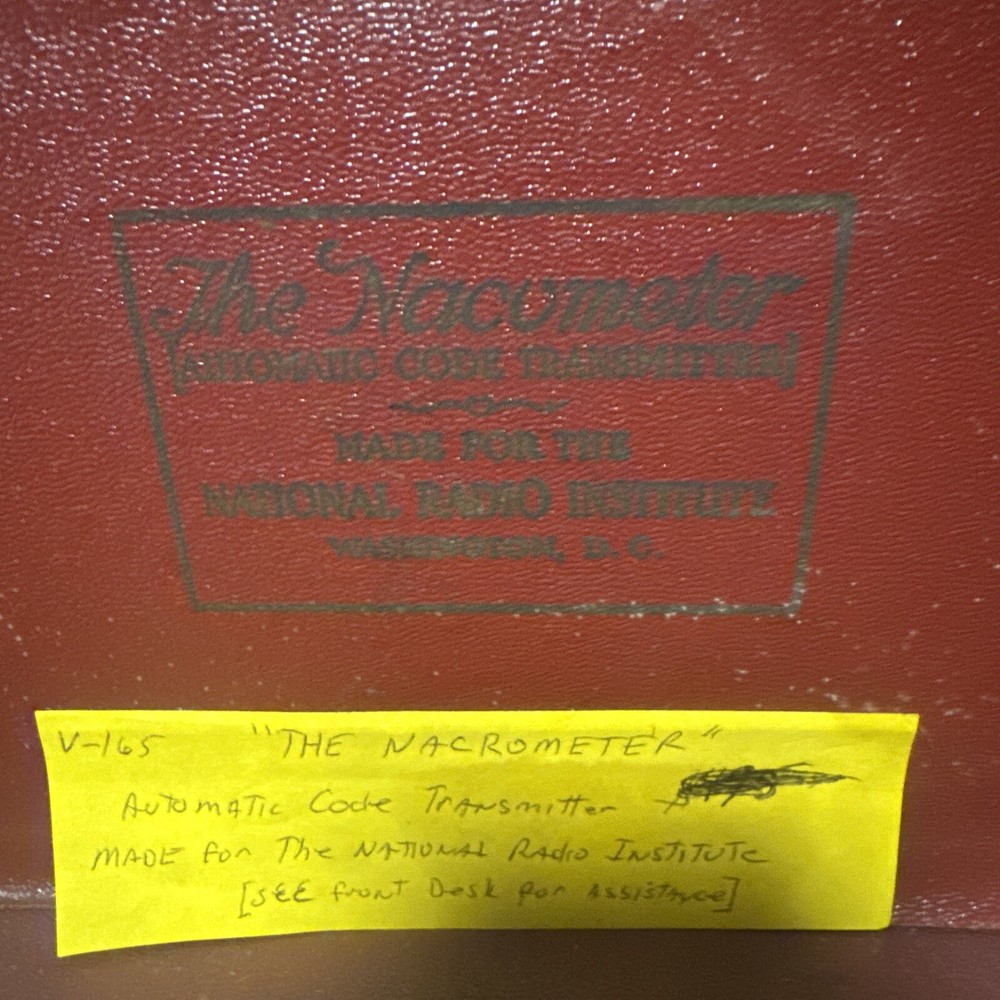 The Nacometer
[AUTOMATIC CODE TRANSMITTER]
MADE FOR THE
NATIONAL RADIO INSTITUTE
WASHINGTON, D. C.
V-165 "THE NACROMETER"
AUTOMATIC Code TRANSMITTER
MADE for The NATIONAL RADIO INSTITUTE
[SEE front Desk for ASSISTANCE]